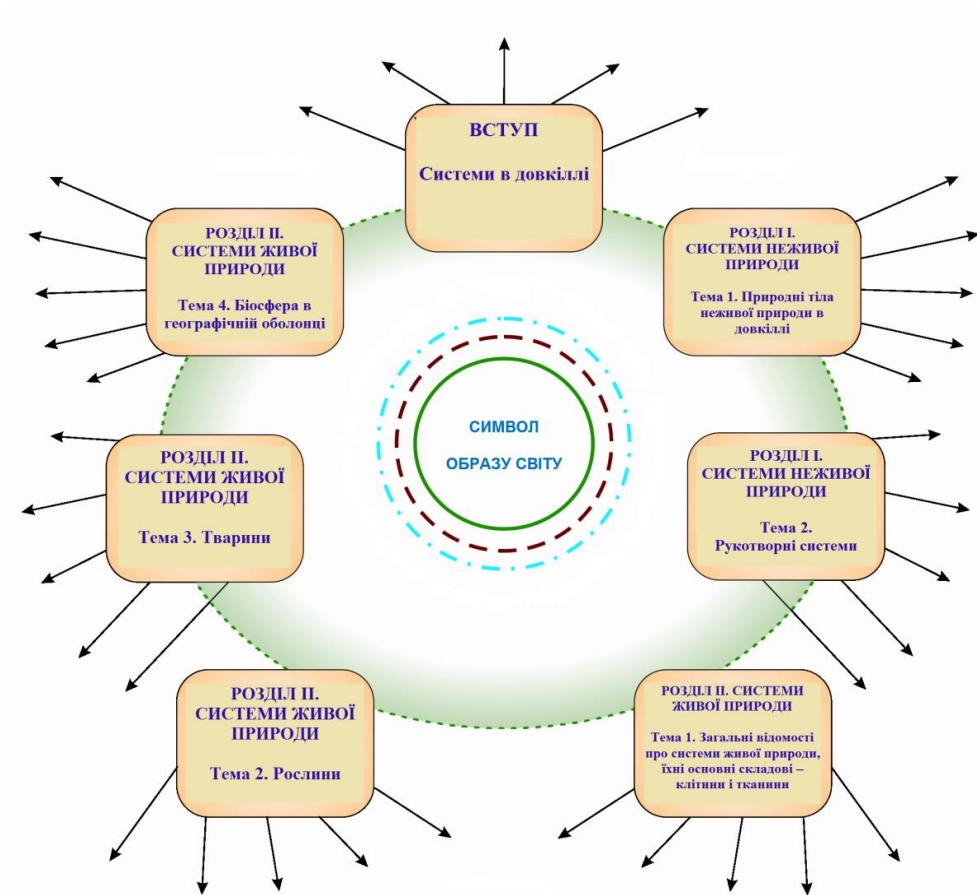 ВСТУП
Системи в довкіллі
РОЗДІЛ ІІ.
СИСТЕМИ ЖИВОЇ
ПРИРОДИ
Тема 4. Біосфера в
географічній оболонці
РОЗДІЛ І.
СИСТЕМИ НЕЖИВОЇ
ПРИРОДИ
Тема 1. Природні тіла
неживої природи в
довкіллі
СИМВОЛ
ОБРАЗУ СВІТУ
РОЗДІЛ ІІ.
СИСТЕМИ ЖИВОЇ
ПРИРОДИ
Тема 3. Тварини
РОЗДІЛ І.
СИСТЕМИ НЕЖИВОЇ
ПРИРОДИ
Тема 2.
Рукотворні системи
РОЗДІЛ ІІ.
СИСТЕМИ ЖИВОЇ
ПРИРОДИ
Тема 2. Рослини
РОЗДІЛ ІІ. СИСТЕМИ
ЖИВОЇ ПРИРОДИ
Тема 1. Загальні відомості
про системи живої природи,
їхні основні складові –
клітини і тканини